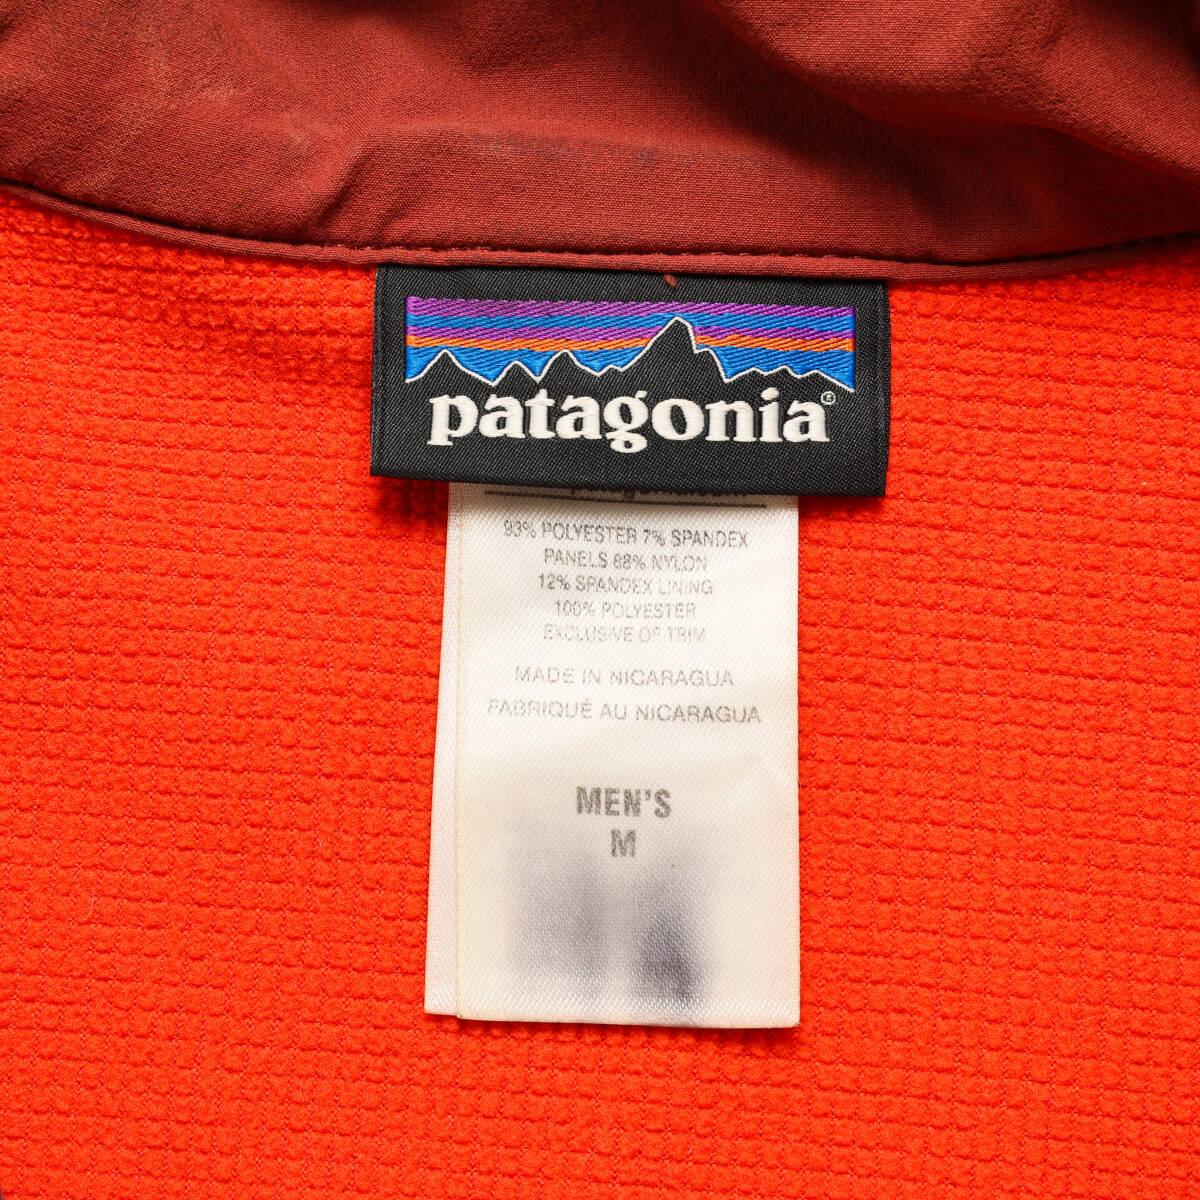 patagonia®
93% POLYESTER 7% SPANDEX
PANELS 88% NYLON
12% SPANDEX LINING
100% POLYESTER
EXCLUSIVE OF TRIM
MADE IN NICARAGUA
FABRIQUÉ AU NICARAGUA
MEN'S
M